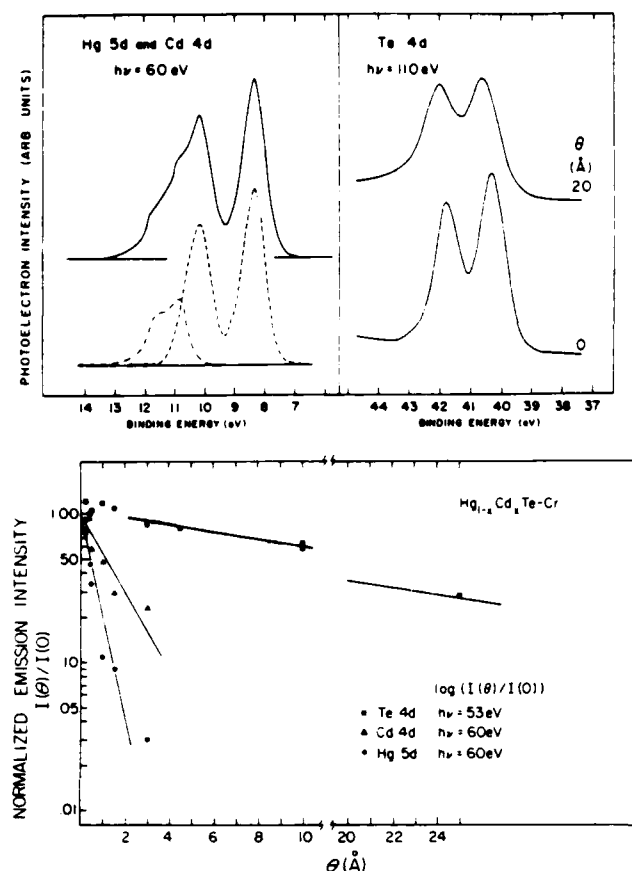 Hg 5d and Cd 4d
hν = 60 eV
Te 4d
hν = 110 eV
PHOTOELECTRON INTENSITY (ARB UNITS)
θ
(Å)
20
0
14 13 12 11 10 9 8 7
BINDING ENERGY (eV)
44 43 42 41 40 39 38 37
BINDING ENERGY (eV)
NORMALIZED EMISSION INTENSITY
I(θ)/I(0)
1.00
.50
.10
.05
.01
Hg₁₋ₓCdₓTe-Cr
log (I(θ)/I(0))
Te 4d hν = 53eV
Cd 4d hν = 60eV
Hg 5d hν = 60eV
2 4 6 8 10 20 22 24
θ(Å)